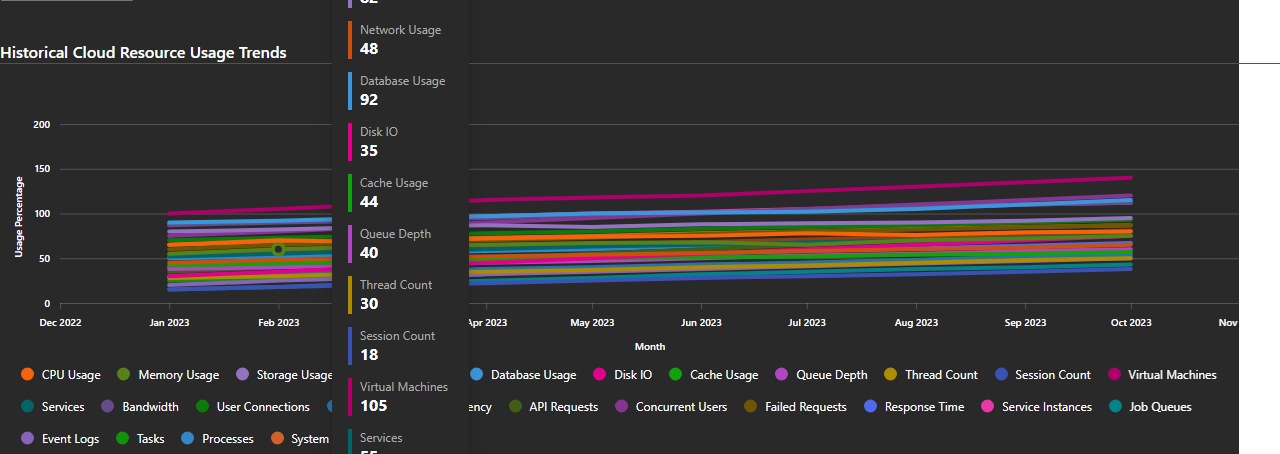 Network Usage
48
Historical Cloud Resource Usage Trends
Database Usage
92
Disk IO
35
Cache Usage
44
Queue Depth
40
Thread Count
30
Session Count
18
Virtual Machines
105
Services
Usage Percentage
200
150
100
50
0
Dec 2022 Jan 2023 Feb 2023 Apr 2023 May 2023 Jun 2023 Jul 2023 Aug 2023 Sep 2023 Oct 2023 Nov
Month
CPU Usage Memory Usage Storage Usage Database Usage Disk IO Cache Usage Queue Depth Thread Count Session Count Virtual Machines
Services Bandwidth User Connections API Requests Concurrent Users Failed Requests Response Time Service Instances Job Queues
Event Logs Tasks Processes System